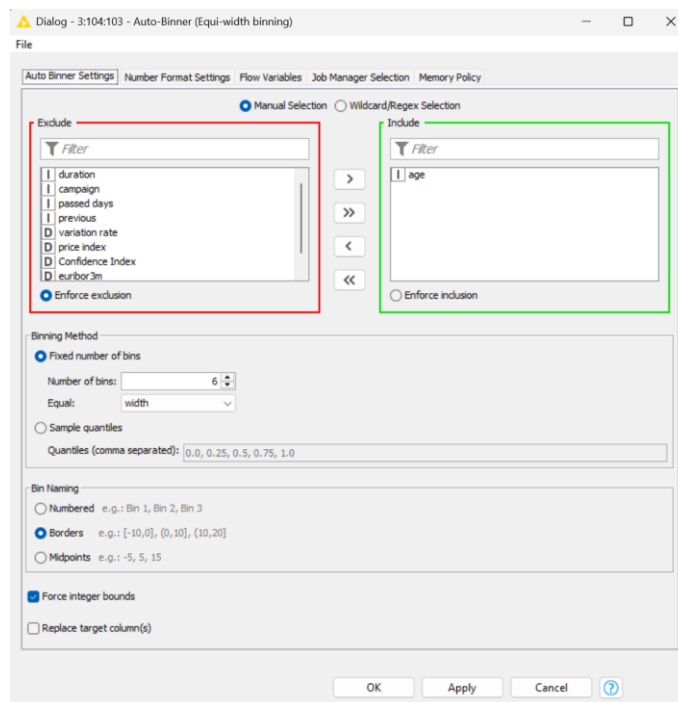 Dialog - 3:104:103 - Auto-Binner (Equi-width binning)
File
Auto Binner Settings Number Format Settings Flow Variables Job Manager Selection Memory Policy
Manual Selection Wildcard/Regex Selection
Exclude Include
Filter Filter
I duration I age
I campaign
I passed days
I previous
D variation rate
D price index
D Confidence Index
D euribor3m
> 
>>
<
<<
Enforce exclusion Enforce inclusion
Binning Method
Fixed number of bins
Number of bins: 6
Equal: width
Sample quantiles
Quantiles (comma separated): 0.0, 0.25, 0.5, 0.75, 1.0
Bin Naming
Numbered e.g.: Bin 1, Bin 2, Bin 3
Borders e.g.: [-10,0], (0,10], (10,20]
Midpoints e.g.: -5, 5, 15
Force integer bounds
Replace target column(s)
OK Apply Cancel ?